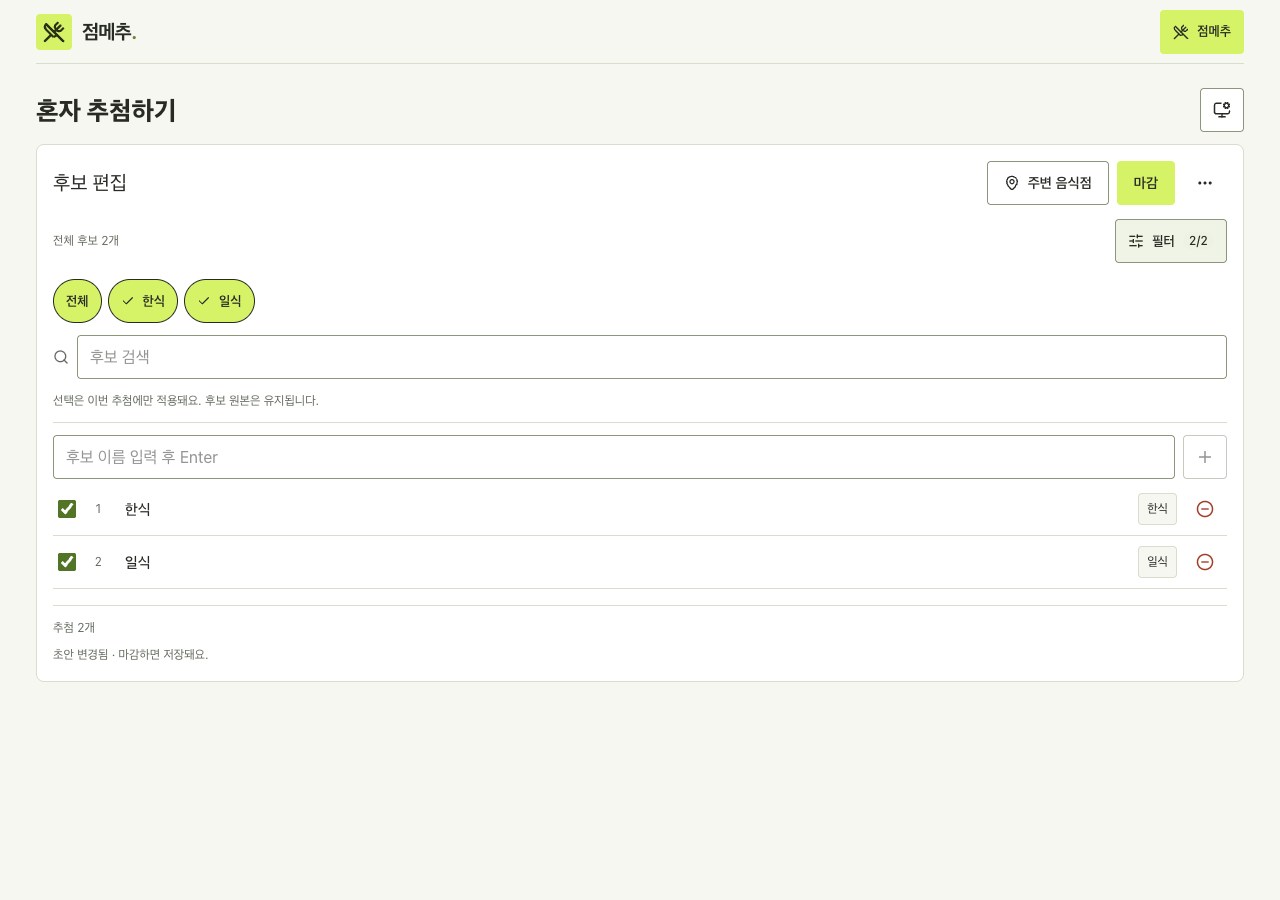 점메추.
점메추
혼자 추첨하기
후보 편집
주변 음식점
마감
전체 후보 2개
필터 2/2
전체
한식
일식
후보 검색
선택은 이번 추첨에만 적용돼요. 후보 원본은 유지됩니다.
후보 이름 입력 후 Enter
1 한식 한식
2 일식 일식
추첨 2개
초안 변경됨 · 마감하면 저장돼요.